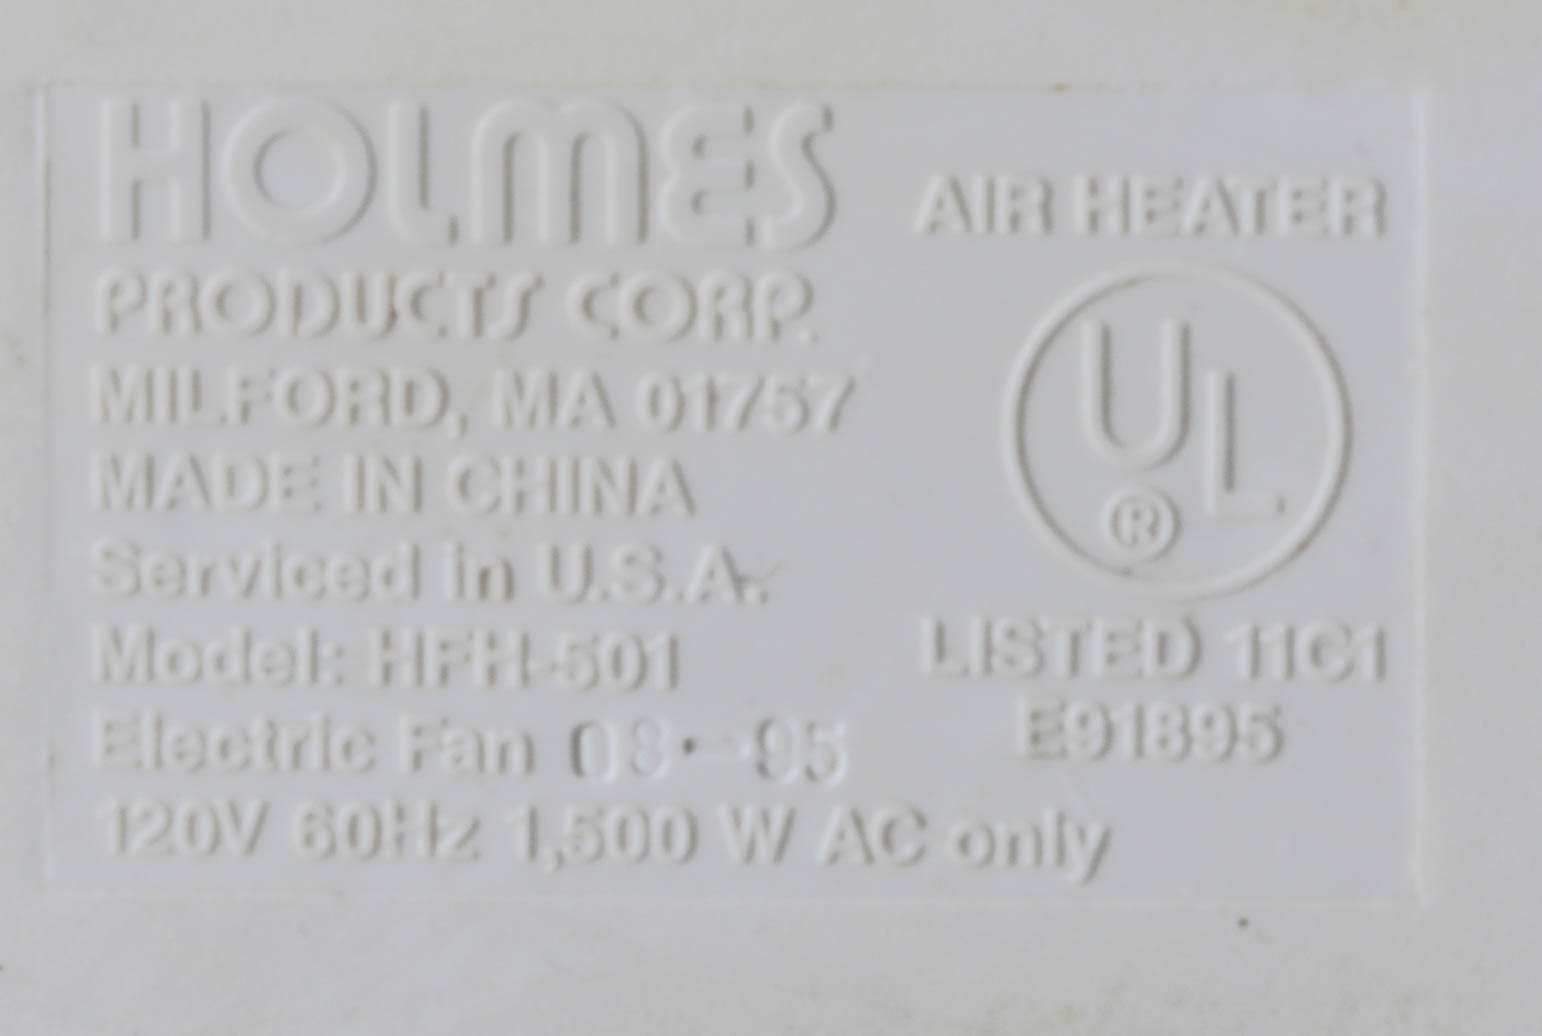 HOLMES
PRODUCTS CORP.
MILFORD, MA 01757
MADE IN CHINA
Serviced in U.S.A.
Model: HFH-501
Electric Fan 08-95
120V 60Hz 1,500 W AC only
AIR HEATER
UL
®
LISTED 11C1
E91895